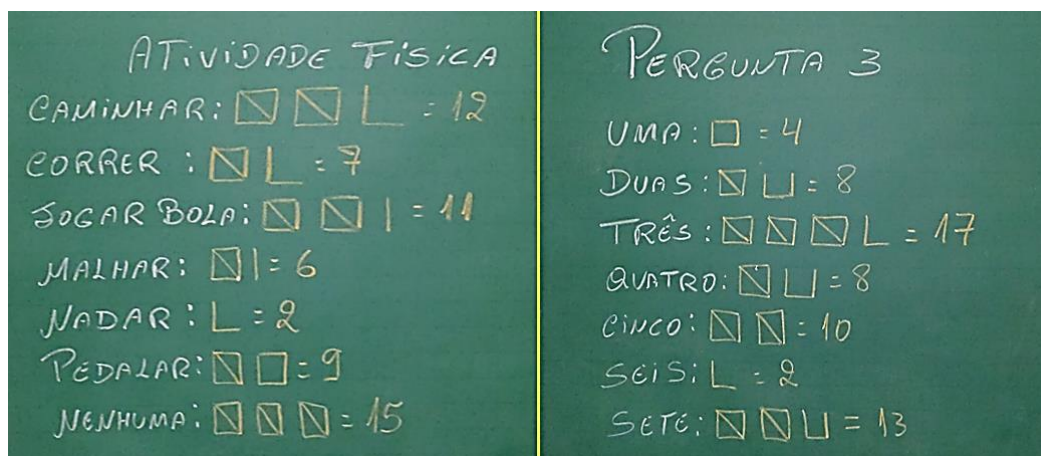 ATIVIDADE FÍSICA
CAMINHAR: = 12
CORRER : = 7
JOGAR BOLA: = 11
MALHAR: = 6
NADAR : = 2
PEDALAR: = 9
NENHUMA: = 15
PERGUNTA 3
UMA: = 4
DUAS: = 8
TRÊS: = 17
QUATRO: = 8
CINCO: = 10
SEIS: = 2
SETE: = 13